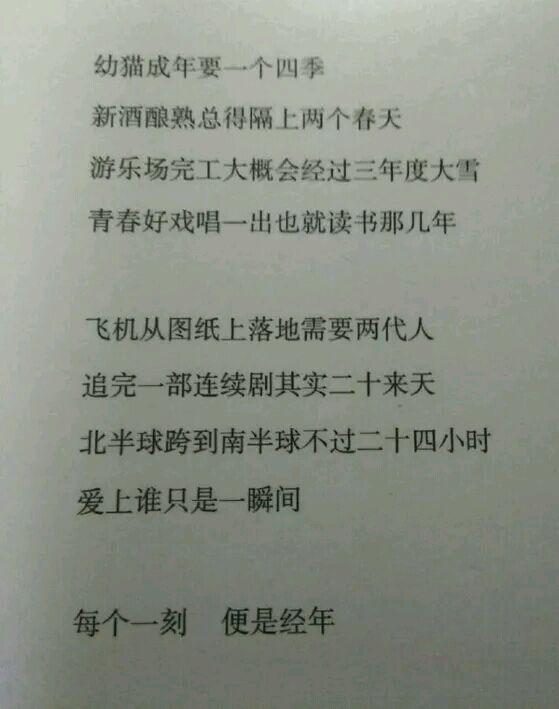 幼猫成年要一个四季
新酒酿熟总得隔上两个春天
游乐场完工大概会经过三年度大雪
青春好戏唱一出也就读书那几年
飞机从图纸上落地需要两代人
追完一部连续剧其实二十来天
北半球跨到南半球不过二十四小时
爱上谁只是一瞬间
每个一刻　便是经年